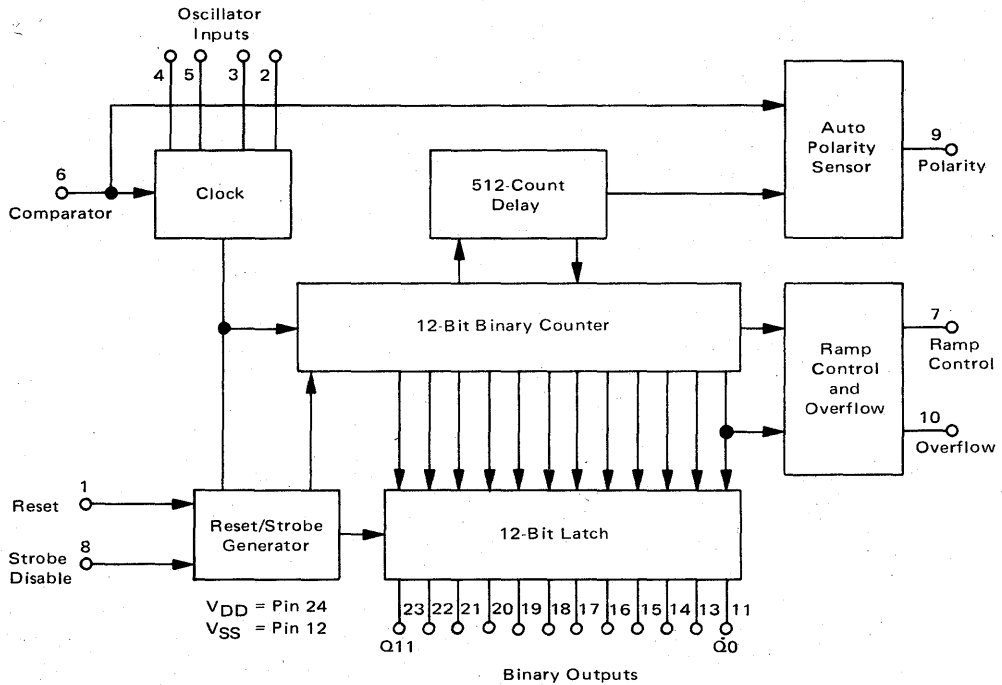 Oscillator
Inputs
4 5 3 2
6
Comparator
Clock
512-Count
Delay
Auto
Polarity
Sensor
9
Polarity
12-Bit Binary Counter
Ramp
Control
and
Overflow
7
Ramp
Control
10
Overflow
1
Reset
8
Strobe
Disable
Reset/Strobe
Generator
12-Bit Latch
VDD = Pin 24
VSS = Pin 12
23 22 21 20 19 18 17 16 15 14 13 11
Q11 Q0
Binary Outputs